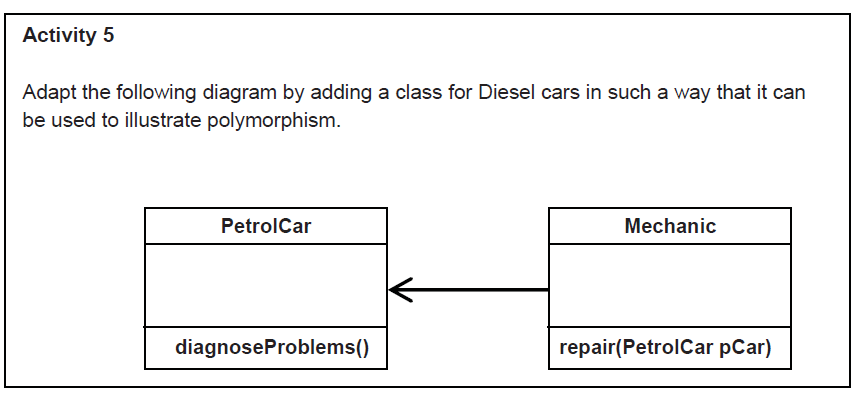 Activity 5
Adapt the following diagram by adding a class for Diesel cars in such a way that it can
be used to illustrate polymorphism.
PetrolCar
Mechanic
diagnoseProblems()
repair(PetrolCar pCar)